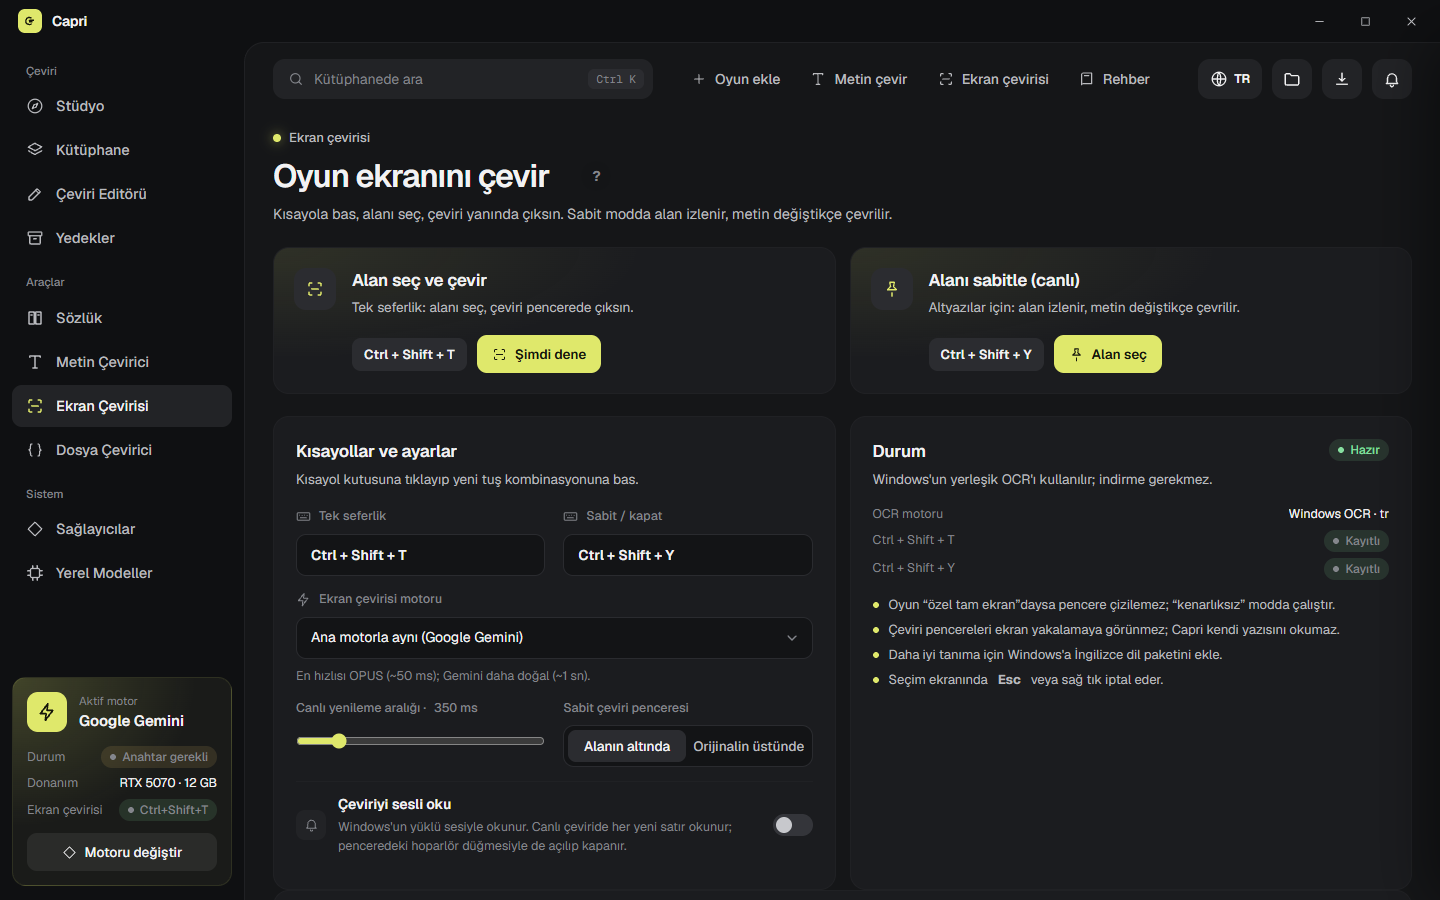 Capri
Çeviri
Stüdyo
Kütüphane
Çeviri Editörü
Yedekler
Araçlar
Sözlük
Metin Çevirici
Ekran Çevirisi
Dosya Çevirici
Sistem
Sağlayıcılar
Yerel Modeller
Aktif motor
Google Gemini
Durum Anahtar gerekli
Donanım RTX 5070 · 12 GB
Ekran çevirisi Ctrl+Shift+T
Motoru değiştir
Kütüphanede ara Ctrl K
Oyun ekle Metin çevir Ekran çevirisi Rehber TR
Ekran çevirisi
Oyun ekranını çevir ?
Kısayola bas, alanı seç, çeviri yanında çıksın. Sabit modda alan izlenir, metin değiştikçe çevrilir.
Alan seç ve çevir
Tek seferlik: alanı seç, çeviri pencerede çıksın.
Ctrl + Shift + T Şimdi dene
Alanı sabitle (canlı)
Altyazılar için: alan izlenir, metin değiştikçe çevrilir.
Ctrl + Shift + Y Alan seç
Kısayollar ve ayarlar
Kısayol kutusuna tıklayıp yeni tuş kombinasyonuna bas.
Tek seferlik Sabit / kapat
Ctrl + Shift + T Ctrl + Shift + Y
Ekran çevirisi motoru
Ana motorla aynı (Google Gemini)
En hızlısı OPUS (~50 ms); Gemini daha doğal (~1 sn).
Canlı yenileme aralığı · 350 ms Sabit çeviri penceresi
Alanın altında Orijinalin üstünde
Çeviriyi sesli oku
Windows'un yüklü sesiyle okunur. Canlı çeviride her yeni satır okunur;
penceredeki hoparlör düğmesiyle de açılıp kapanır.
Durum Hazır
Windows'un yerleşik OCR'ı kullanılır; indirme gerekmez.
OCR motoru Windows OCR · tr
Ctrl + Shift + T Kayıtlı
Ctrl + Shift + Y Kayıtlı
Oyun “özel tam ekran”daysa pencere çizilemez; “kenarlıksız” modda çalıştır.
Çeviri pencereleri ekran yakalamaya görünmez; Capri kendi yazısını okumaz.
Daha iyi tanıma için Windows'a İngilizce dil paketini ekle.
Seçim ekranında Esc veya sağ tık iptal eder.